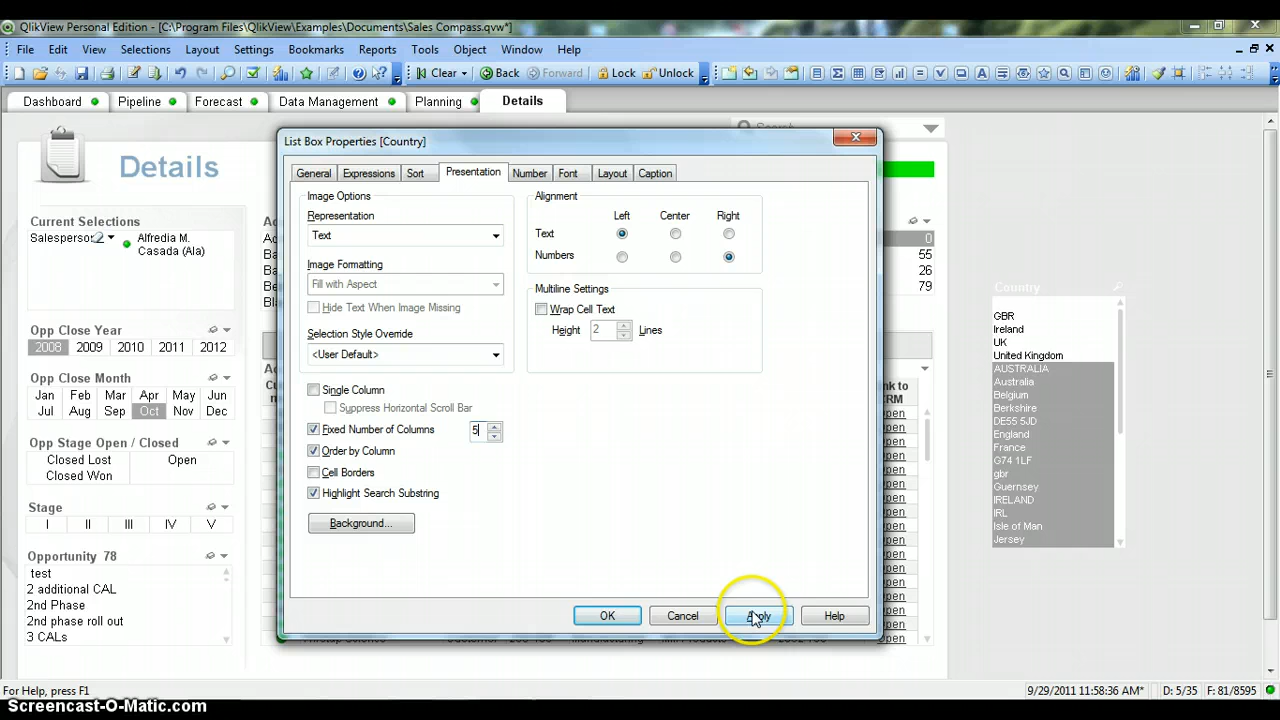 QlikView Personal Edition - [C:\Program Files\QlikView\Examples\Documents\Sales Compass.qvw*]
File Edit View Selections Layout Settings Bookmarks Reports Tools Object Window Help
Clear Back Forward Lock Unlock
Dashboard Pipeline Forecast Data Management Planning Details
Search
Details
Current Selections
Salesperson Alfredia M.
Casada (Ala)
Opp Close Year
2008 2009 2010 2011 2012
Opp Close Month
Jan Feb Mar Apr May Jun
Jul Aug Sep Oct Nov Dec
Opp Stage Open / Closed
Closed Lost Open
Closed Won
Stage
I II III IV V
Opportunity 78
test
2 additional CAL
2nd Phase
2nd phase roll out
3 CALs
List Box Properties [Country]
General Expressions Sort Presentation Number Font Layout Caption
Image Options
Representation
Text
Image Formatting
Fill with Aspect
Hide Text When Image Missing
Selection Style Override
<User Default>
Single Column
Suppress Horizontal Scroll Bar
Fixed Number of Columns 5
Order by Column
Cell Borders
Highlight Search Substring
Background...
Alignment
Left Center Right
Text
Numbers
Multiline Settings
Wrap Cell Text
Height 2 Lines
OK Cancel Apply Help
0
55
26
79
Country
GBR
Ireland
UK
United Kingdom
AUSTRALIA
Australia
Belgium
Berkshire
DE55 5JD
England
France
G74 1LF
gbr
Guernsey
IRELAND
IRL
Isle of Man
Jersey
For Help, press F1
9/29/2011 11:58:36 AM* D: 5/35 F: 81/8595
Screencast-O-Matic.com